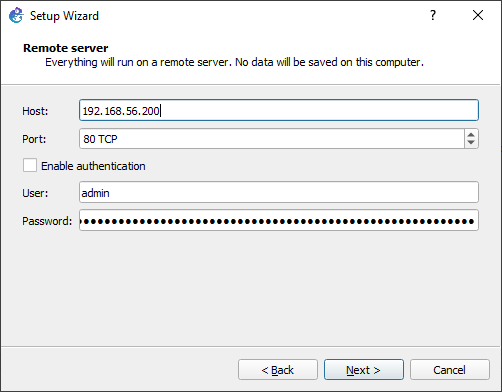 Setup Wizard
?
Remote server
Everything will run on a remote server. No data will be saved on this computer.
Host: 192.168.56.200
Port: 80 TCP
Enable authentication
User: admin
Password: ●●●●●●●●●●●●●●●●●●●●●●●●●●●●●●●●●●●●●●●●●●●●●●●●●●
< Back Next > Cancel